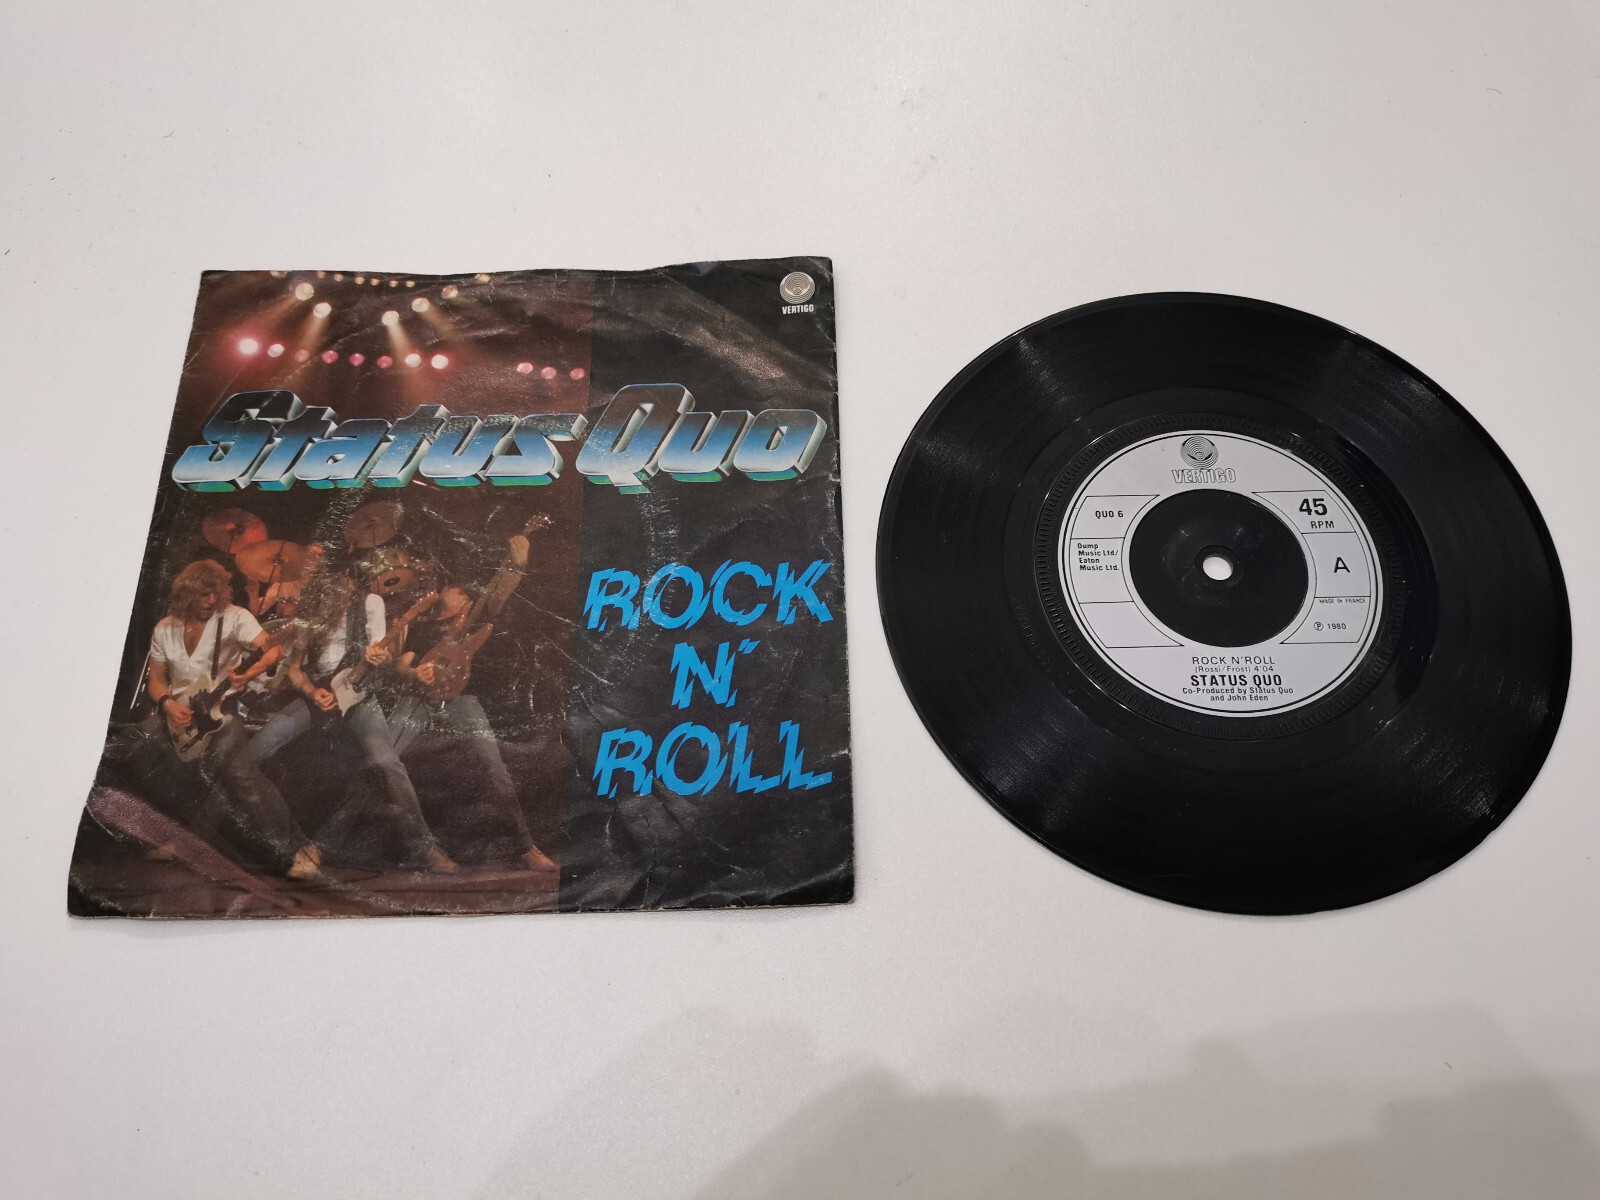 VERTIGO
Status Quo
ROCK
N'
ROLL
VERTIGO
QUO 6
45
RPM
Dump
Music Ltd/
Eaton
Music Ltd.
A
MADE IN FRANCE
℗ 1980
ROCK N'ROLL
(Rossi/Frost) 4'04
STATUS QUO
Co-Produced by Status Quo
and John Eden